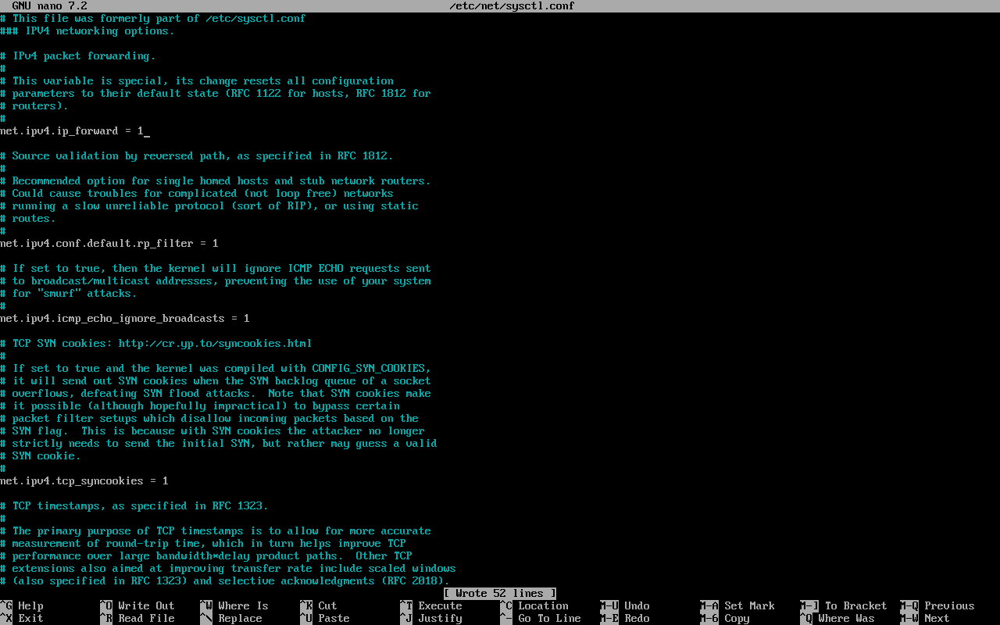 GNU nano 7.2 /etc/net/sysctl.conf
# This file was formerly part of /etc/sysctl.conf
### IPV4 networking options.
# IPv4 packet forwarding.
#
# This variable is special, its change resets all configuration
# parameters to their default state (RFC 1122 for hosts, RFC 1812 for
# routers).
#
net.ipv4.ip_forward = 1_
# Source validation by reversed path, as specified in RFC 1812.
#
# Recommended option for single homed hosts and stub network routers.
# Could cause troubles for complicated (not loop free) networks
# running a slow unreliable protocol (sort of RIP), or using static
# routes.
#
net.ipv4.conf.default.rp_filter = 1
# If set to true, then the kernel will ignore ICMP ECHO requests sent
# to broadcast/multicast addresses, preventing the use of your system
# for "smurf" attacks.
#
net.ipv4.icmp_echo_ignore_broadcasts = 1
# TCP SYN cookies: http://cr.yp.to/syncookies.html
#
# If set to true and the kernel was compiled with CONFIG_SYN_COOKIES,
# it will send out SYN cookies when the SYN backlog queue of a socket
# overflows, defeating SYN flood attacks.  Note that SYN cookies make
# it possible (although hopefully impractical) to bypass certain
# packet filter setups which disallow incoming packets based on the
# SYN flag.  This is because with SYN cookies the attacker no longer
# strictly needs to send the initial SYN, but rather may guess a valid
# SYN cookie.
#
net.ipv4.tcp_syncookies = 1
# TCP timestamps, as specified in RFC 1323.
#
# The primary purpose of TCP timestamps is to allow for more accurate
# measurement of round-trip time, which in turn helps improve TCP
# performance over large bandwidth*delay product paths.  Other TCP
# extensions also aimed at improving transfer rate include scaled windows
# (also specified in RFC 1323) and selective acknowledgments (RFC 2018).
[ Wrote 52 lines ]
^G Help ^O Write Out ^W Where Is ^K Cut ^T Execute ^C Location M-U Undo M-A Set Mark M-] To Bracket M-Q Previous
^X Exit ^R Read File ^\ Replace ^U Paste ^J Justify ^_ Go To Line M-E Redo M-6 Copy ^Q Where Was M-W Next